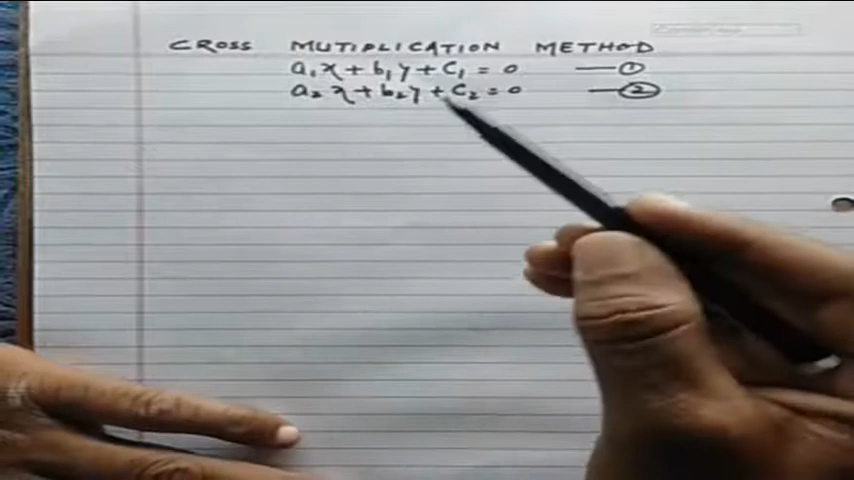 CROSS MUTIPLICATION METHOD
a₁x + b₁y + c₁ = 0 —①
a₂x + b₂y + c₂ = 0 —②